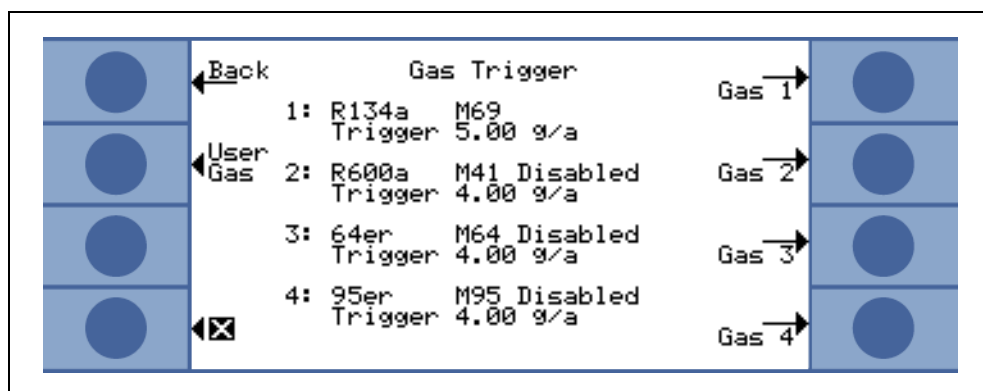 Back
Gas Trigger
Gas 1
1: R134a M69
Trigger 5.00 g/a
User
Gas
2: R600a M41 Disabled
Trigger 4.00 g/a
Gas 2
3: 64er M64 Disabled
Trigger 4.00 g/a
Gas 3
4: 95er M95 Disabled
Trigger 4.00 g/a
Gas 4